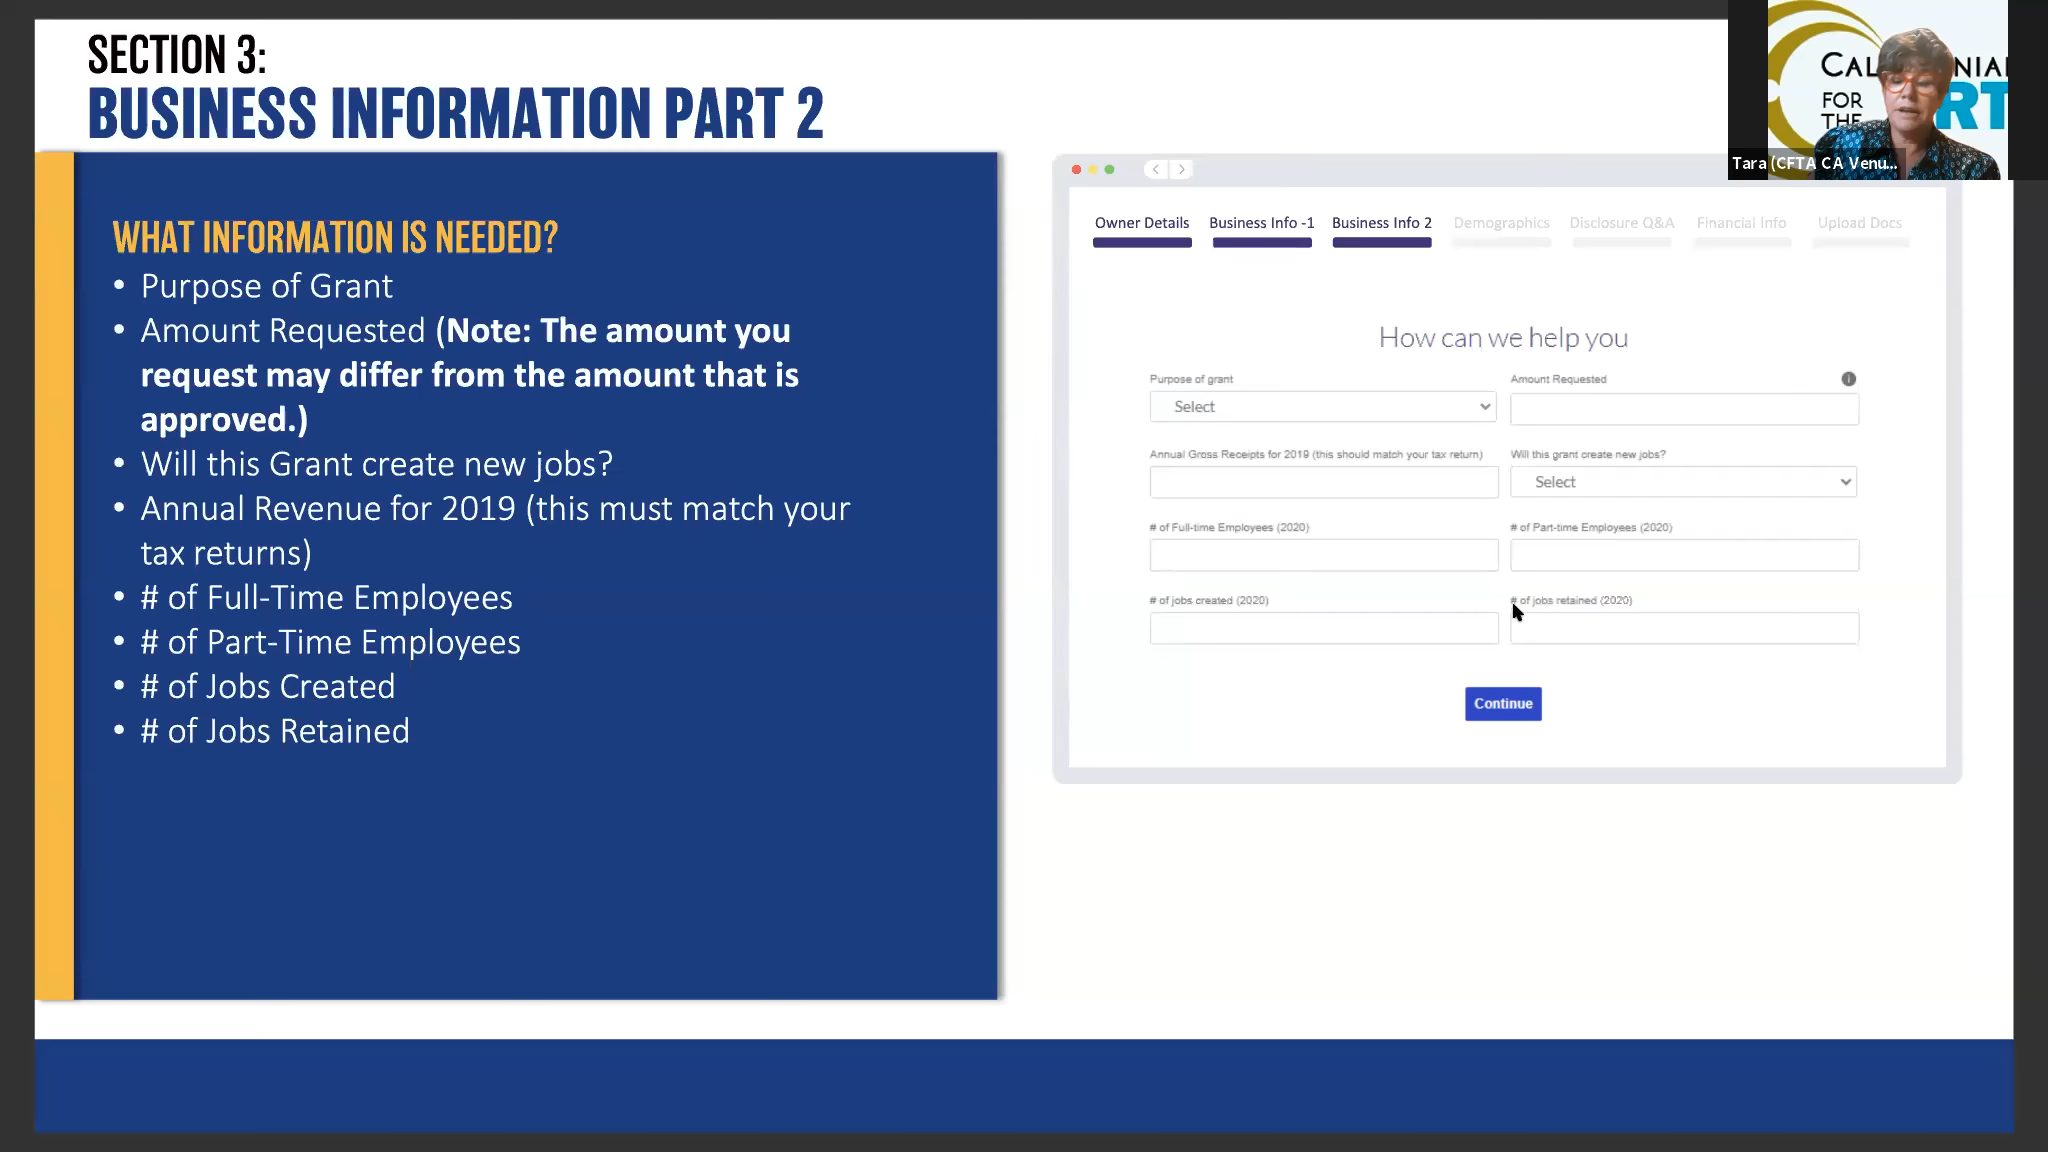 SECTION 3:
BUSINESS INFORMATION PART 2
WHAT INFORMATION IS NEEDED?
• Purpose of Grant
• Amount Requested (Note: The amount you
request may differ from the amount that is
approved.)
• Will this Grant create new jobs?
• Annual Revenue for 2019 (this must match your
tax returns)
• # of Full-Time Employees
• # of Part-Time Employees
• # of Jobs Created
• # of Jobs Retained
FOR
THE
Tara (CFTA CA Venu...
Owner Details Business Info -1 Business Info 2 Demographics Disclosure Q&A Financial Info Upload Docs
How can we help you
Purpose of grant Amount Requested
Select
Annual Gross Receipts for 2019 (this should match your tax return) Will this grant create new jobs?
Select
# of Full-time Employees (2020) # of Part-time Employees (2020)
# of jobs created (2020) # of jobs retained (2020)
Continue